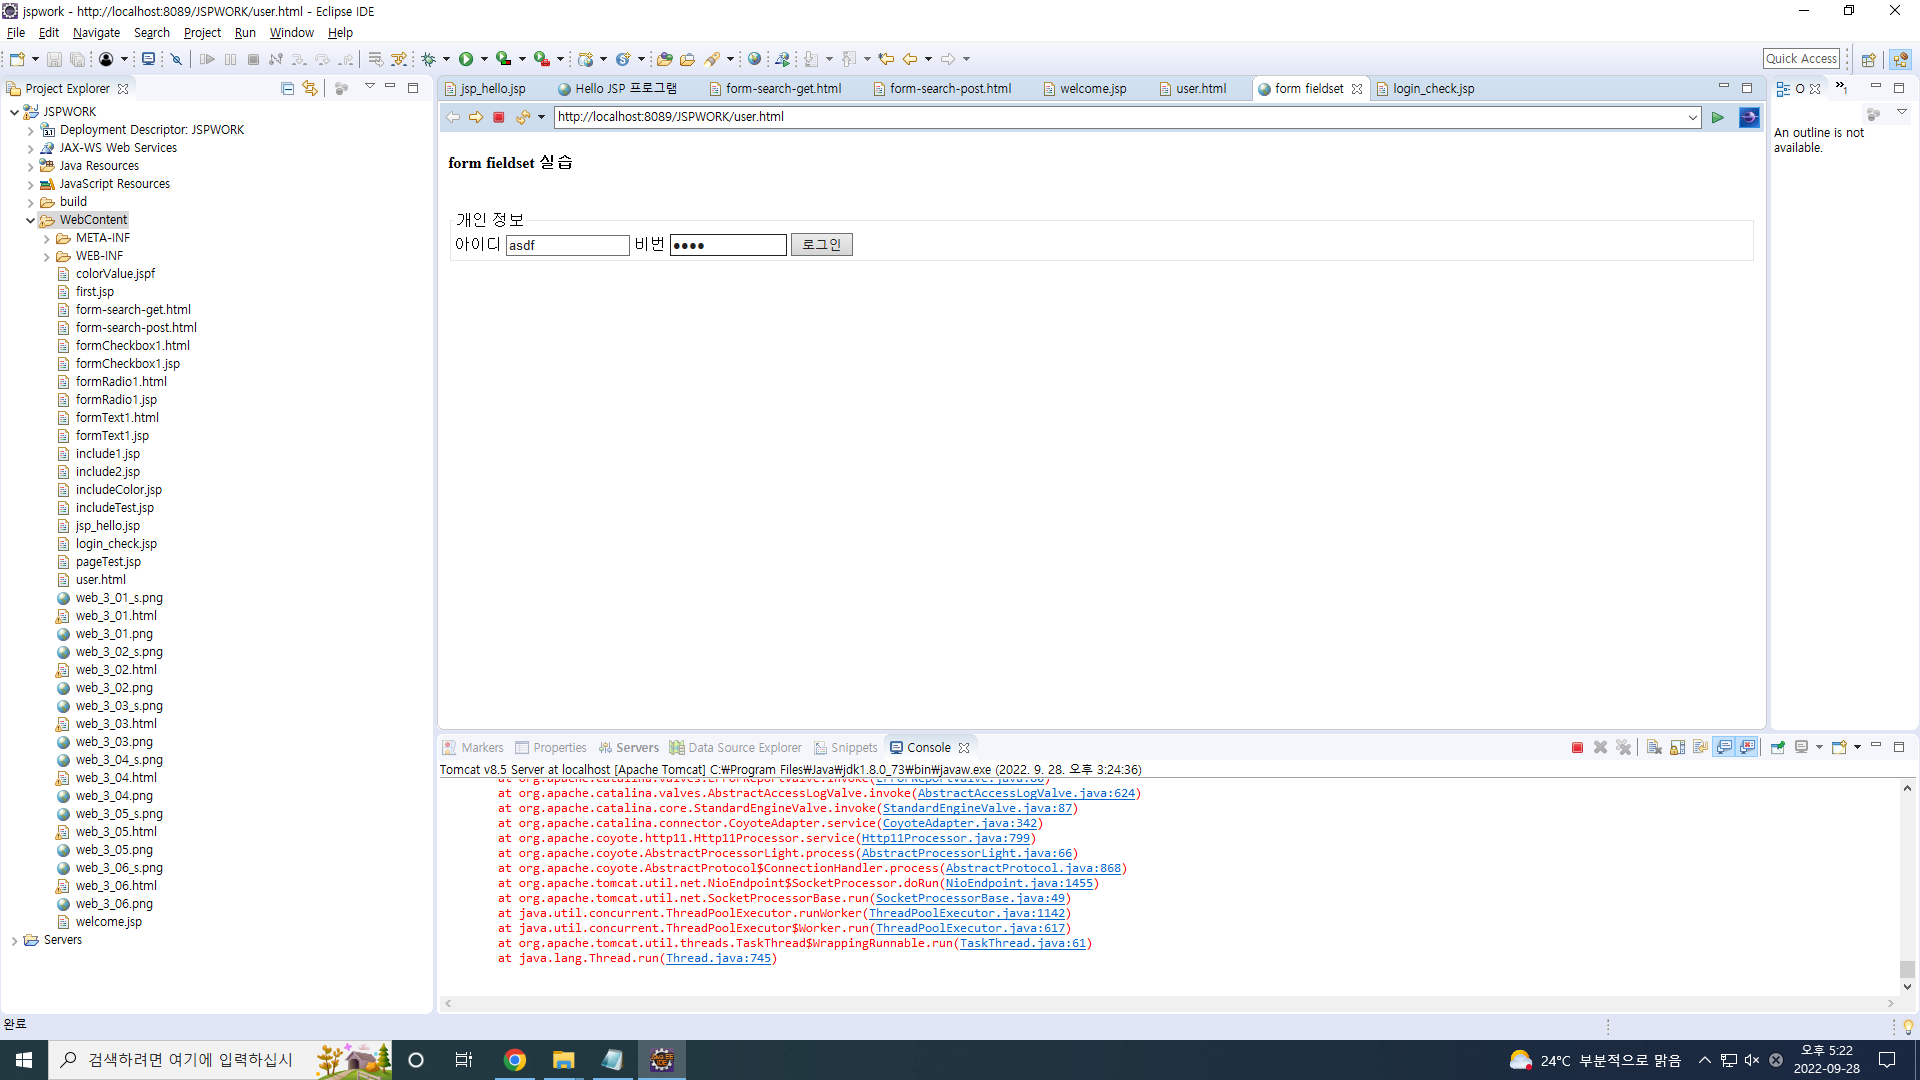 jspwork - http://localhost:8089/JSPWORK/user.html - Eclipse IDE
File Edit Navigate Search Project Run Window Help
Quick Access
Project Explorer
JSPWORK
Deployment Descriptor: JSPWORK
JAX-WS Web Services
Java Resources
JavaScript Resources
build
WebContent
META-INF
WEB-INF
colorValue.jspf
first.jsp
form-search-get.html
form-search-post.html
formCheckbox1.html
formCheckbox1.jsp
formRadio1.html
formRadio1.jsp
formText1.html
formText1.jsp
include1.jsp
include2.jsp
includeColor.jsp
includeTest.jsp
jsp_hello.jsp
login_check.jsp
pageTest.jsp
user.html
web_3_01_s.png
web_3_01.html
web_3_01.png
web_3_02_s.png
web_3_02.html
web_3_02.png
web_3_03_s.png
web_3_03.html
web_3_03.png
web_3_04_s.png
web_3_04.html
web_3_04.png
web_3_05_s.png
web_3_05.html
web_3_05.png
web_3_06_s.png
web_3_06.html
web_3_06.png
welcome.jsp
Servers
jsp_hello.jsp Hello JSP 프로그램 form-search-get.html form-search-post.html welcome.jsp user.html form fieldset login_check.jsp
http://localhost:8089/JSPWORK/user.html
form fieldset 실습
개인 정보
아이디 asdf 비번 ●●●● 로그인
O
An outline is not
available.
Markers Properties Servers Data Source Explorer Snippets Console
Tomcat v8.5 Server at localhost [Apache Tomcat] C:₩Program Files₩Java₩jdk1.8.0_73₩bin₩javaw.exe (2022. 9. 28. 오후 3:24:36)
at org.apache.catalina.valves.ErrorReportValve.invoke(ErrorReportValve.java:
at org.apache.catalina.valves.AbstractAccessLogValve.invoke(AbstractAccessLogValve.java:624)
at org.apache.catalina.core.StandardEngineValve.invoke(StandardEngineValve.java:87)
at org.apache.catalina.connector.CoyoteAdapter.service(CoyoteAdapter.java:342)
at org.apache.coyote.http11.Http11Processor.service(Http11Processor.java:799)
at org.apache.coyote.AbstractProcessorLight.process(AbstractProcessorLight.java:66)
at org.apache.coyote.AbstractProtocol$ConnectionHandler.process(AbstractProtocol.java:868)
at org.apache.tomcat.util.net.NioEndpoint$SocketProcessor.doRun(NioEndpoint.java:1455)
at org.apache.tomcat.util.net.SocketProcessorBase.run(SocketProcessorBase.java:49)
at java.util.concurrent.ThreadPoolExecutor.runWorker(ThreadPoolExecutor.java:1142)
at java.util.concurrent.ThreadPoolExecutor$Worker.run(ThreadPoolExecutor.java:617)
at org.apache.tomcat.util.threads.TaskThread$WrappingRunnable.run(TaskThread.java:61)
at java.lang.Thread.run(Thread.java:745)
완료
검색하려면 여기에 입력하십시
24°C 부분적으로 맑음
오후 5:22
2022-09-28